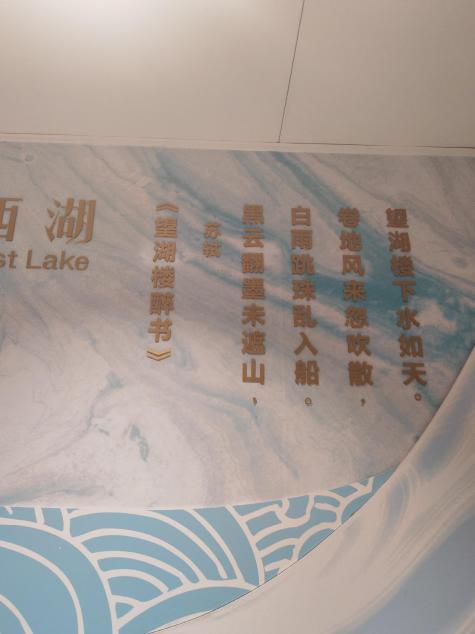 西湖
st Lake
《望湖楼醉书》
苏轼
黑云翻墨未遮山，
白雨跳珠乱入船。
卷地风来忽吹散，
望湖楼下水如天。